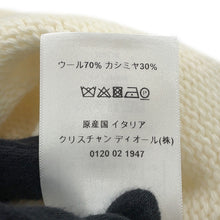 ウール70% カシミヤ30%
原産国 イタリア
クリスチャン ディオール(株)
0120 02 1947